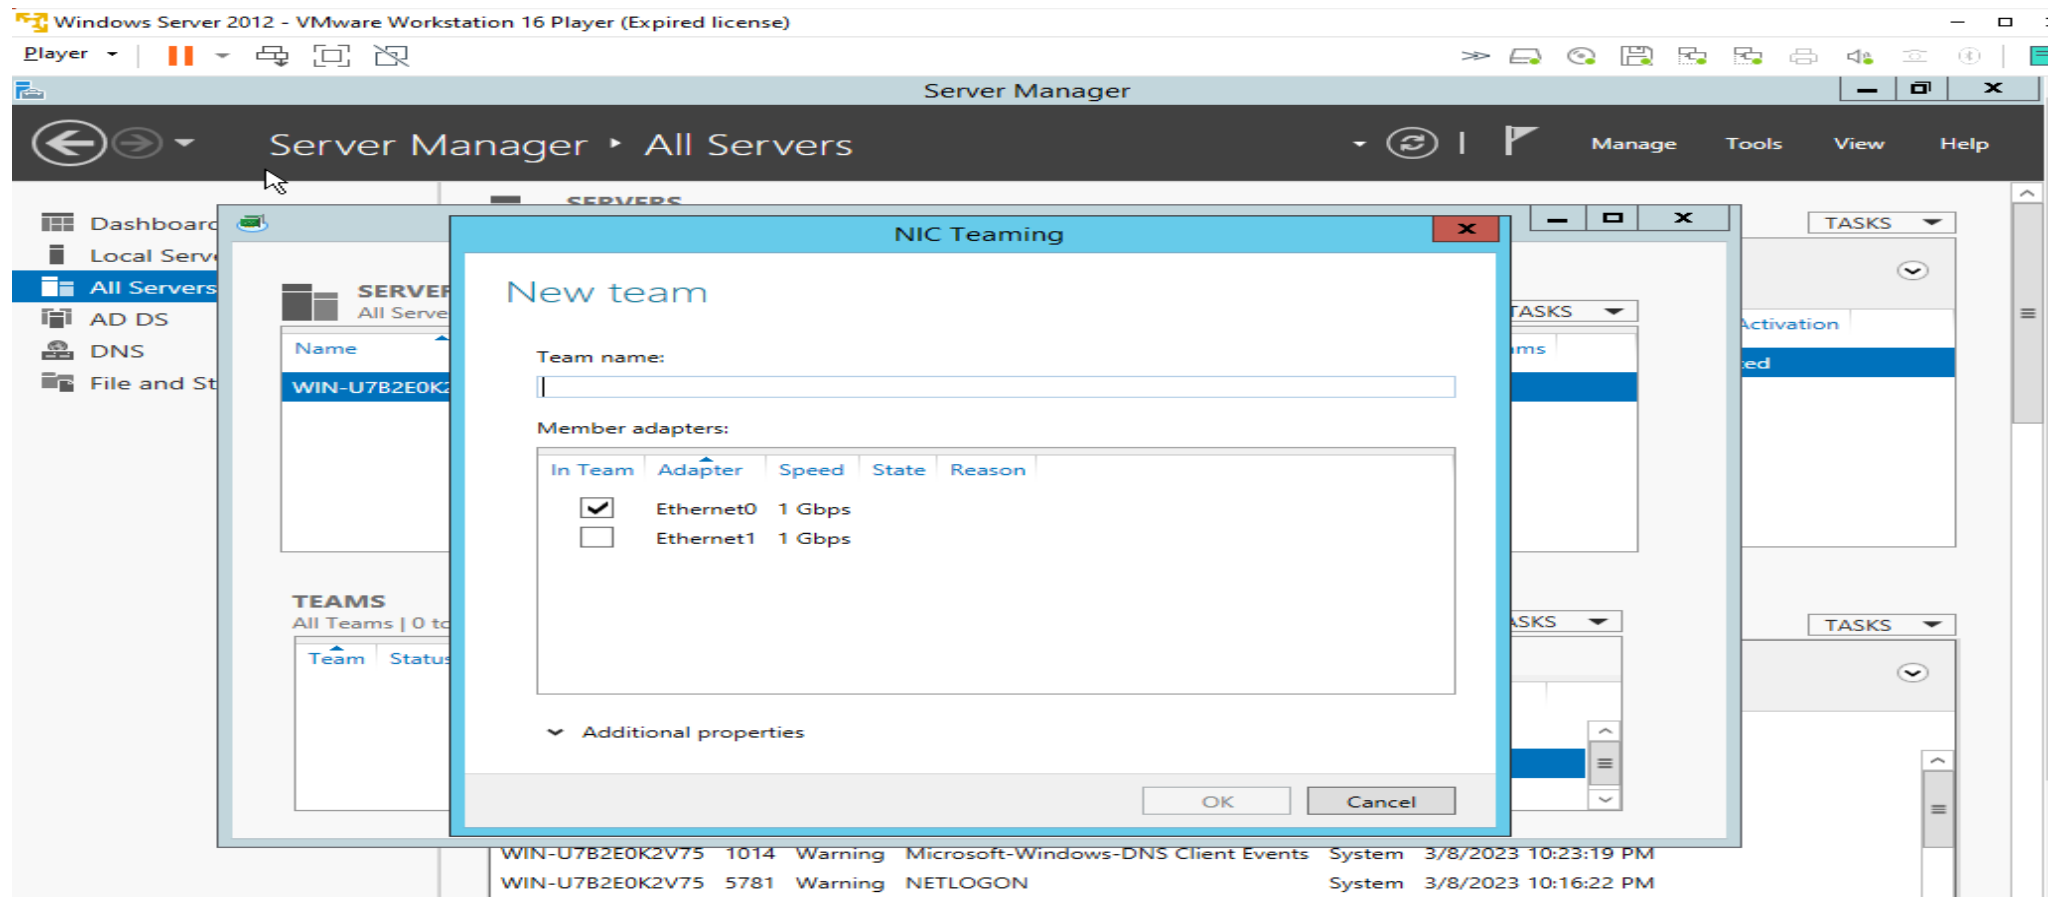 Windows Server 2012 - VMware Workstation 16 Player (Expired license)
Player
Server Manager
Server Manager ‣ All Servers
Manage Tools View Help
SERVERS
Dashboard
TASKS
NIC Teaming
Local Serv
All Servers
SERVER
All Serve
New team
TASKS
AD DS
Activation
DNS
Name
Team name:
ms
File and St
WIN-U7B2E0K2
ed
Member adapters:
In Team Adapter Speed State Reason
Ethernet0 1 Gbps
Ethernet1 1 Gbps
TEAMS
All Teams | 0 to
ASKS
TASKS
Team Status
Additional properties
OK Cancel
WIN-U7B2E0K2V75 1014 Warning Microsoft-Windows-DNS Client Events System 3/8/2023 10:23:19 PM
WIN-U7B2E0K2V75 5781 Warning NETLOGON System 3/8/2023 10:16:22 PM